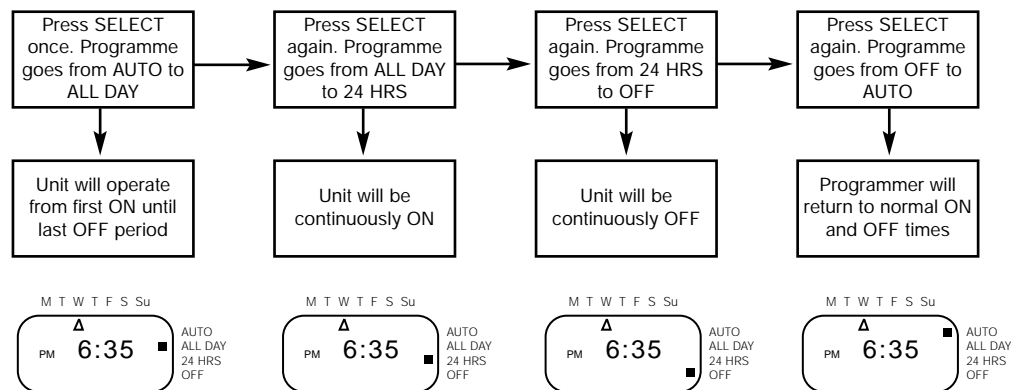 Press SELECT
once. Programme
goes from AUTO to
ALL DAY
Press SELECT
again. Programme
goes from ALL DAY
to 24 HRS
Press SELECT
again. Programme
goes from 24 HRS
to OFF
Press SELECT
again. Programme
goes from OFF to
AUTO
Unit will operate
from first ON until
last OFF period
Unit will be
continuously ON
Unit will be
continuously OFF
Programmer will
return to normal ON
and OFF times
M T W T F S Su
PM 6:35
AUTO
ALL DAY
24 HRS
OFF
M T W T F S Su
PM 6:35
AUTO
ALL DAY
24 HRS
OFF
M T W T F S Su
PM 6:35
AUTO
ALL DAY
24 HRS
OFF
M T W T F S Su
PM 6:35
AUTO
ALL DAY
24 HRS
OFF